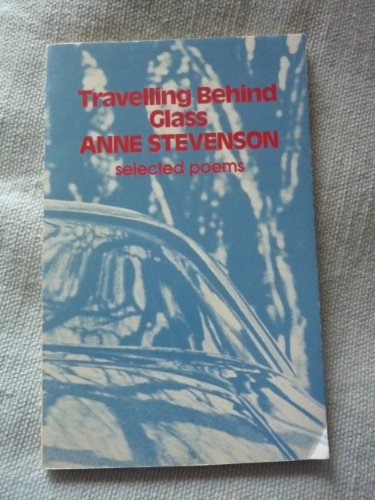 Travelling Behind
Glass
ANNE STEVENSON
selected poems